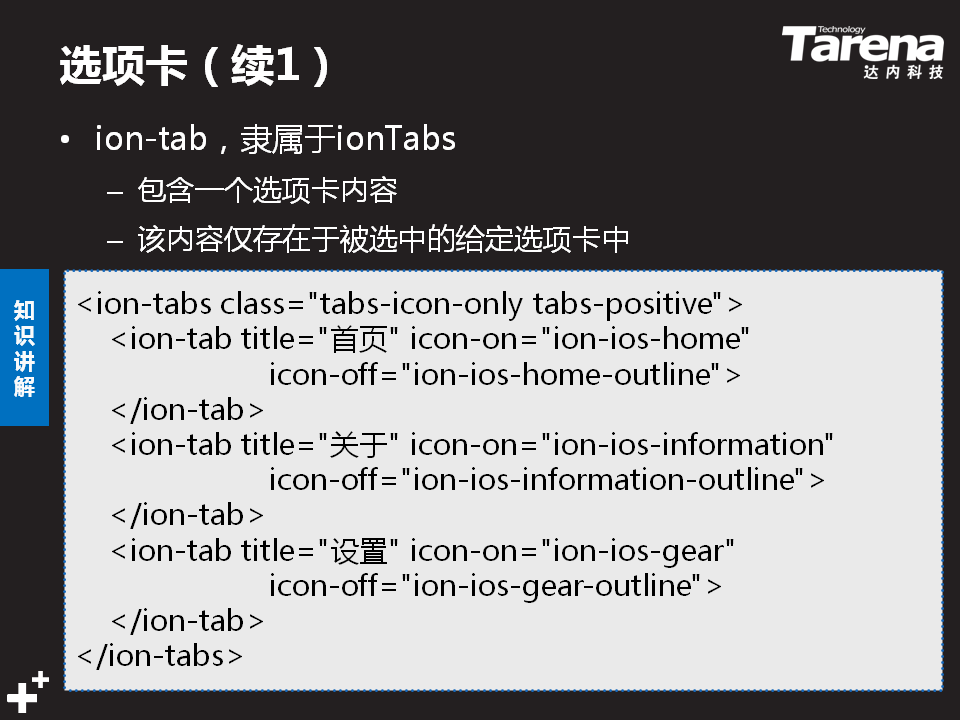 选项卡（续1）
Technology
Tarena
达内科技
• ion-tab，隶属于ionTabs
– 包含一个选项卡内容
– 该内容仅存在于被选中的给定选项卡中
知识讲解
<ion-tabs class="tabs-icon-only tabs-positive">
<ion-tab title="首页" icon-on="ion-ios-home"
icon-off="ion-ios-home-outline">
</ion-tab>
<ion-tab title="关于" icon-on="ion-ios-information"
icon-off="ion-ios-information-outline">
</ion-tab>
<ion-tab title="设置" icon-on="ion-ios-gear"
icon-off="ion-ios-gear-outline">
</ion-tab>
</ion-tabs>